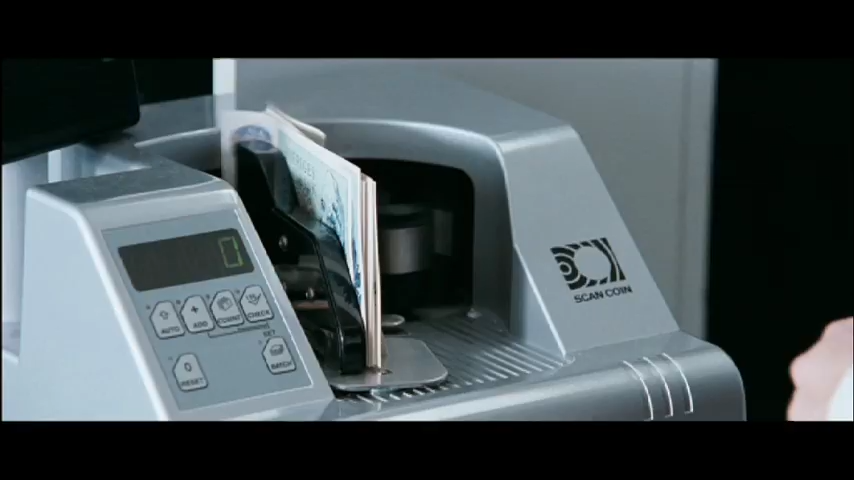 0
AUTO
ADD
COUNT
CHECK
SET
RESET
BATCH
SCAN COIN